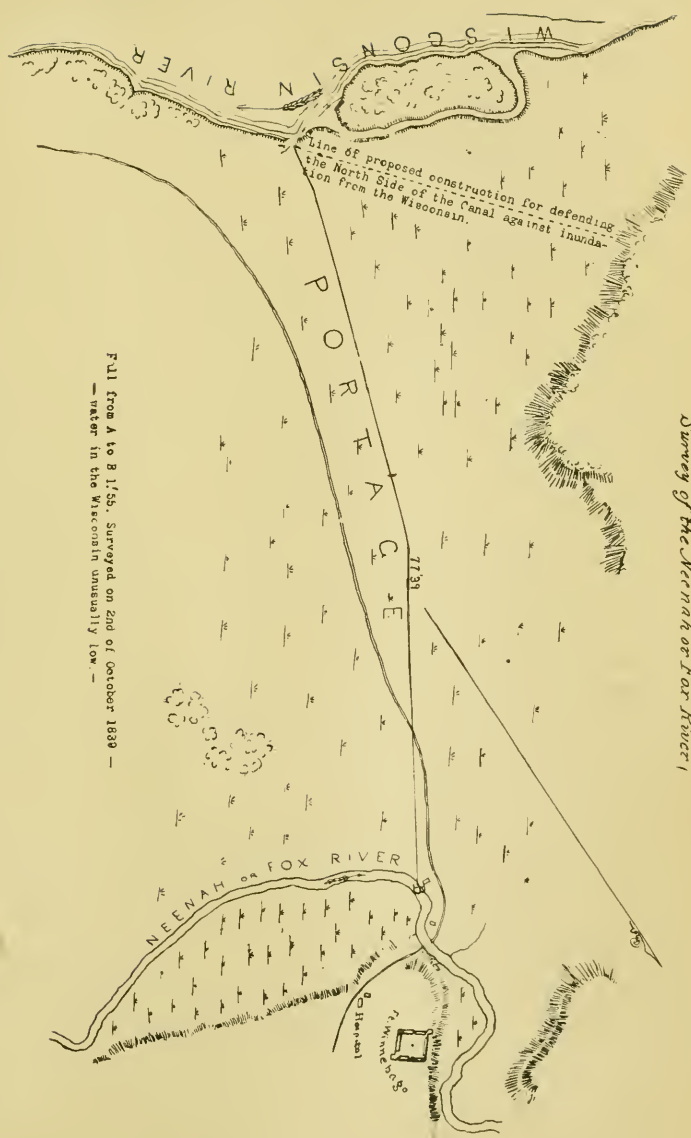 Survey of the Neenah or Fox River
WISCONSIN RIVER
Line of proposed construction for defending
the North Side of the Canal against inunda-
tion from the Wisconsin.
PORTAGE
77'39
Fall from A to B 1.'55. Surveyed on 2nd of October 1839 —
— water in the Wisconsin unusually low. —
NEENAH OR FOX RIVER
Hospital
Ft. Winnebago